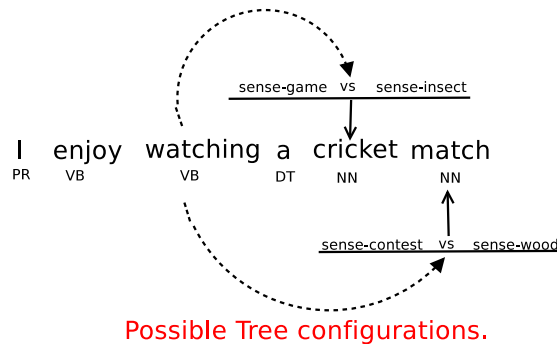 sense-game vs sense-insect
I enjoy watching a cricket match
PR VB VB DT NN NN
sense-contest vs sense-wood
Possible Tree configurations.